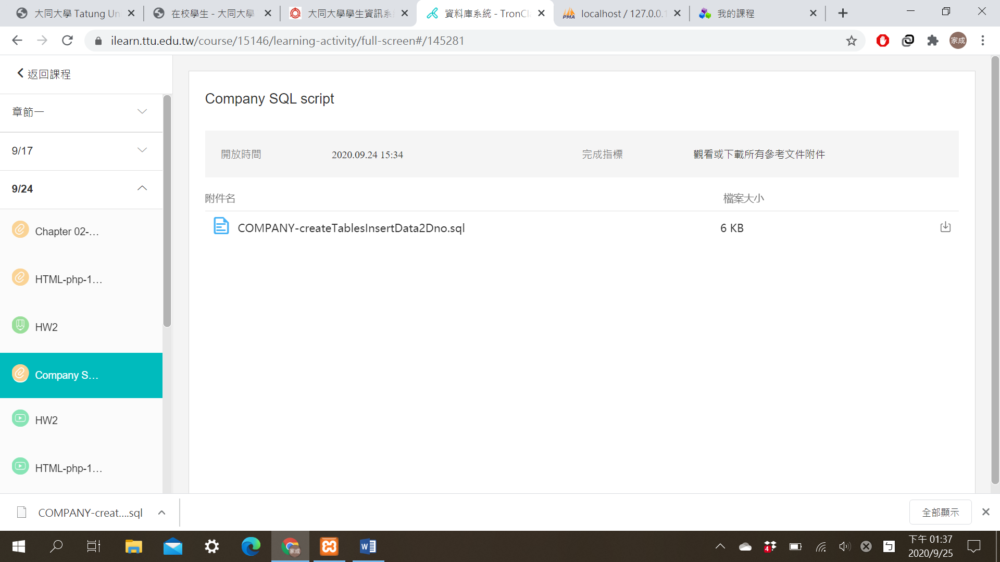 大同大學 Tatung Un
在校學生 - 大同大學
大同大學學生資訊系
資料庫系統 - TronCl
localhost / 127.0.0.1
我的課程
ilearn.ttu.edu.tw/course/15146/learning-activity/full-screen#/145281
家成
返回課程
章節一
9/17
9/24
Chapter 02-...
HTML-php-1...
HW2
Company S...
HW2
HTML-php-1...
Company SQL script
開放時間 2020.09.24 15:34 完成指標 觀看或下載所有參考文件附件
附件名 檔案大小
COMPANY-createTablesInsertData2Dno.sql 6 KB
COMPANY-creat....sql
全部顯示
下午 01:37
2020/9/25